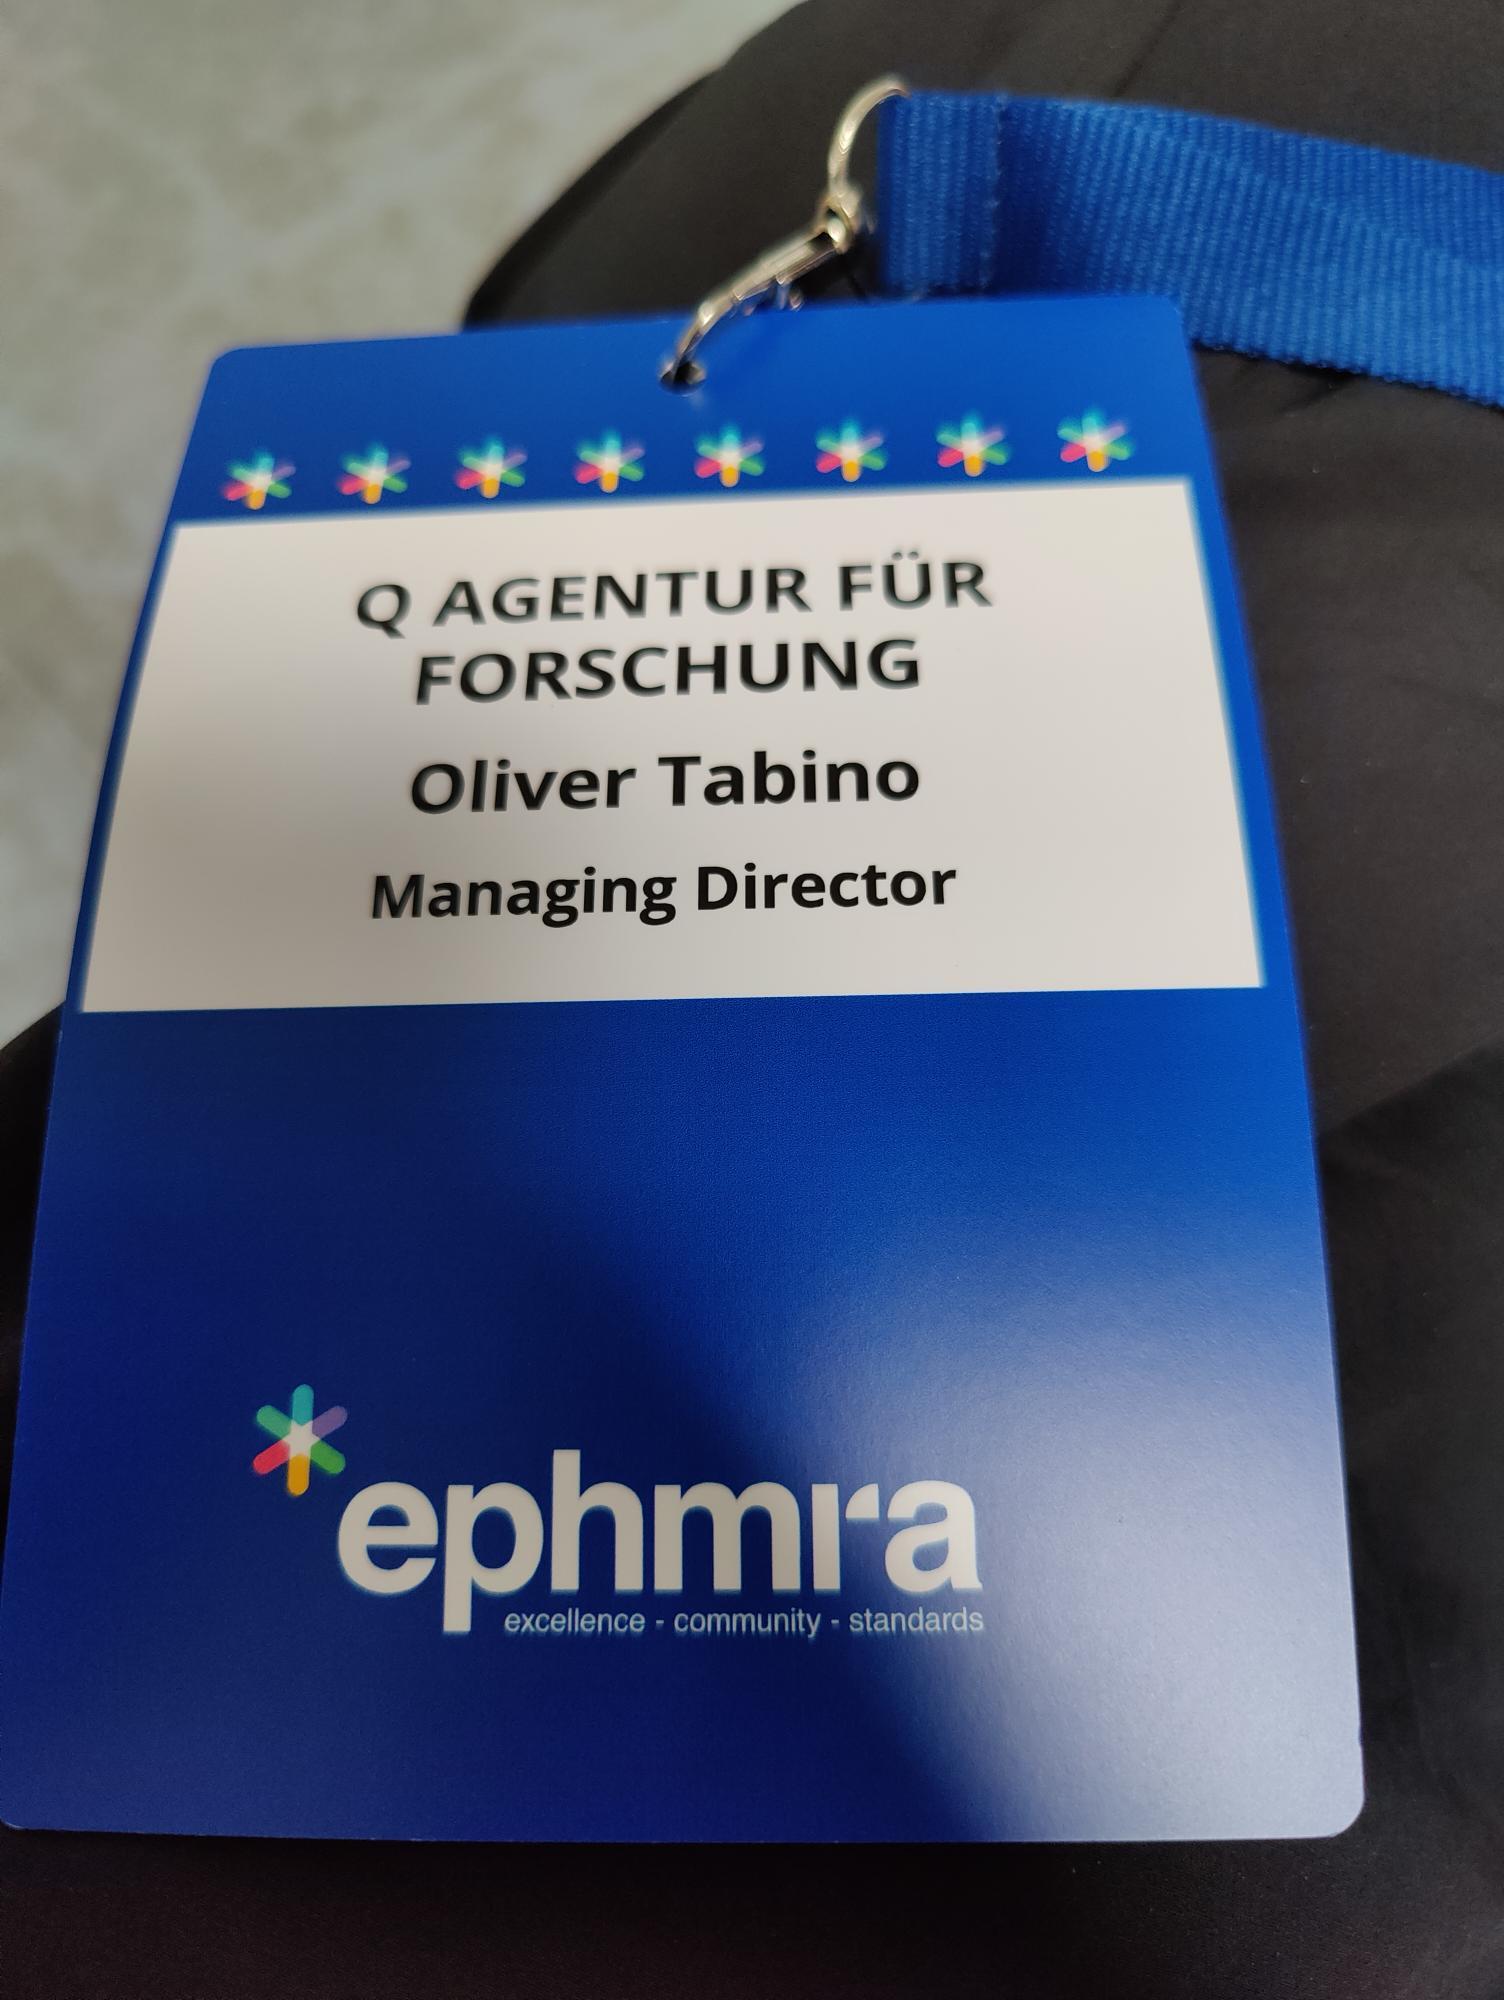 Q AGENTUR FÜR
FORSCHUNG
Oliver Tabino
Managing Director
ephmra
excellence - community - standards